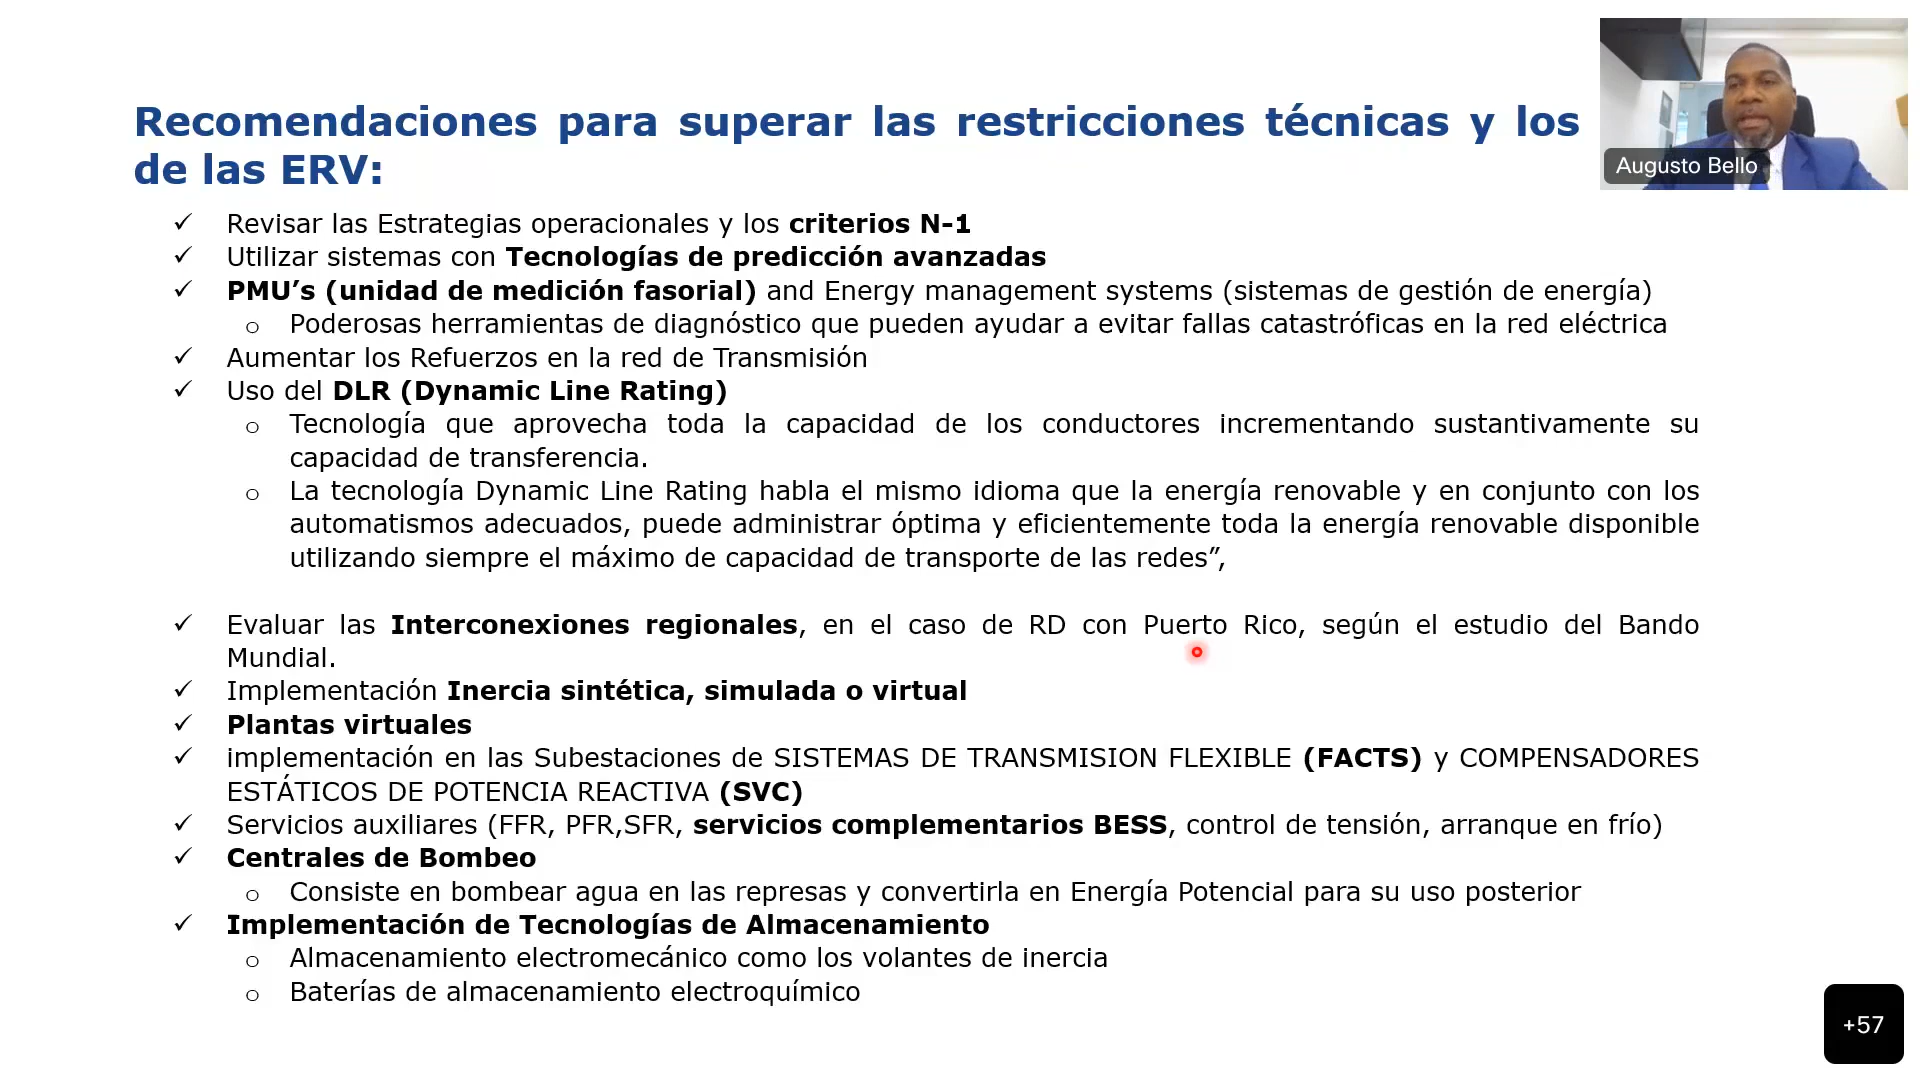 Recomendaciones para superar las restricciones técnicas y los
de las ERV:
Augusto Bello
✓ Revisar las Estrategias operacionales y los criterios N-1
✓ Utilizar sistemas con Tecnologías de predicción avanzadas
✓ PMU’s (unidad de medición fasorial) and Energy management systems (sistemas de gestión de energía)
o Poderosas herramientas de diagnóstico que pueden ayudar a evitar fallas catastróficas en la red eléctrica
✓ Aumentar los Refuerzos en la red de Transmisión
✓ Uso del DLR (Dynamic Line Rating)
o Tecnología que aprovecha toda la capacidad de los conductores incrementando sustantivamente su
capacidad de transferencia.
o La tecnología Dynamic Line Rating habla el mismo idioma que la energía renovable y en conjunto con los
automatismos adecuados, puede administrar óptima y eficientemente toda la energía renovable disponible
utilizando siempre el máximo de capacidad de transporte de las redes”,
✓ Evaluar las Interconexiones regionales, en el caso de RD con Puerto Rico, según el estudio del Bando
Mundial.
✓ Implementación Inercia sintética, simulada o virtual
✓ Plantas virtuales
✓ implementación en las Subestaciones de SISTEMAS DE TRANSMISION FLEXIBLE (FACTS) y COMPENSADORES
ESTÁTICOS DE POTENCIA REACTIVA (SVC)
✓ Servicios auxiliares (FFR, PFR,SFR, servicios complementarios BESS, control de tensión, arranque en frío)
✓ Centrales de Bombeo
o Consiste en bombear agua en las represas y convertirla en Energía Potencial para su uso posterior
✓ Implementación de Tecnologías de Almacenamiento
o Almacenamiento electromecánico como los volantes de inercia
o Baterías de almacenamiento electroquímico
+57